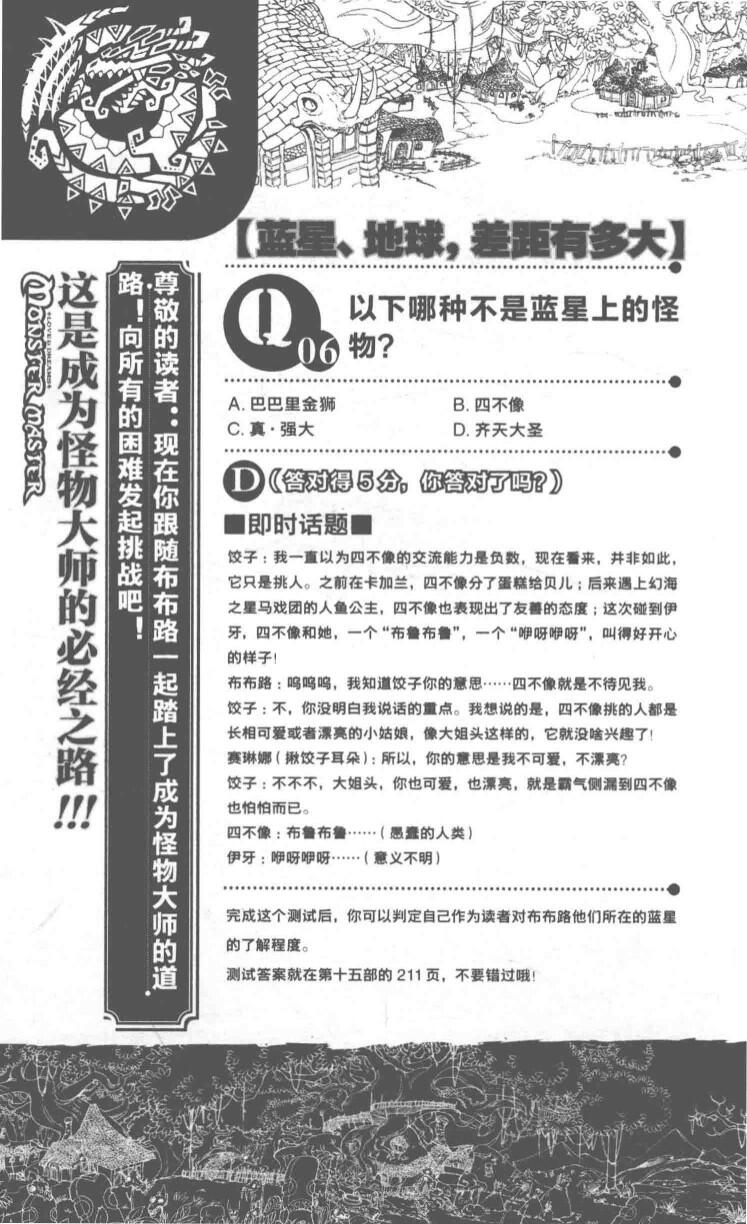 【蓝星、地球，差距有多大】
Q06
以下哪种不是蓝星上的怪
物？
A. 巴巴里金狮 B. 四不像
C. 真·强大 D. 齐天大圣
D《答对得5分，你答对了吗？》
■即时话题■
饺子：我一直以为四不像的交流能力是负数，现在看来，并非如此，
它只是挑人。之前在卡加兰，四不像分了蛋糕给贝儿；后来遇上幻海
之星马戏团的人鱼公主，四不像也表现出了友善的态度；这次碰到伊
牙，四不像和她，一个“布鲁布鲁”，一个“咿呀咿呀”，叫得好开心
的样子！
布布路：呜呜呜，我知道饺子你的意思……四不像就是不待见我。
饺子：不，你没明白我说话的重点。我想说的是，四不像挑的人都是
长相可爱或者漂亮的小姑娘，像大姐头这样的，它就没啥兴趣了！
赛琳娜（揪饺子耳朵）：所以，你的意思是我不可爱，不漂亮？
饺子：不不不，大姐头，你也可爱，也漂亮，就是霸气侧漏到四不像
也怕怕而已。
四不像：布鲁布鲁……（愚蠢的人类）
伊牙：咿呀咿呀……（意义不明）
完成这个测试后，你可以判定自己作为读者对布布路他们所在的蓝星
的了解程度。
测试答案就在第十五部的211页，不要错过哦！
尊敬的读者：现在你跟随布布路一起踏上了成为怪物大师的道
路！向所有的困难发起挑战吧！
这是成为怪物大师的必经之路!!!
LOVE & DREAMS
MONSTER MASTER